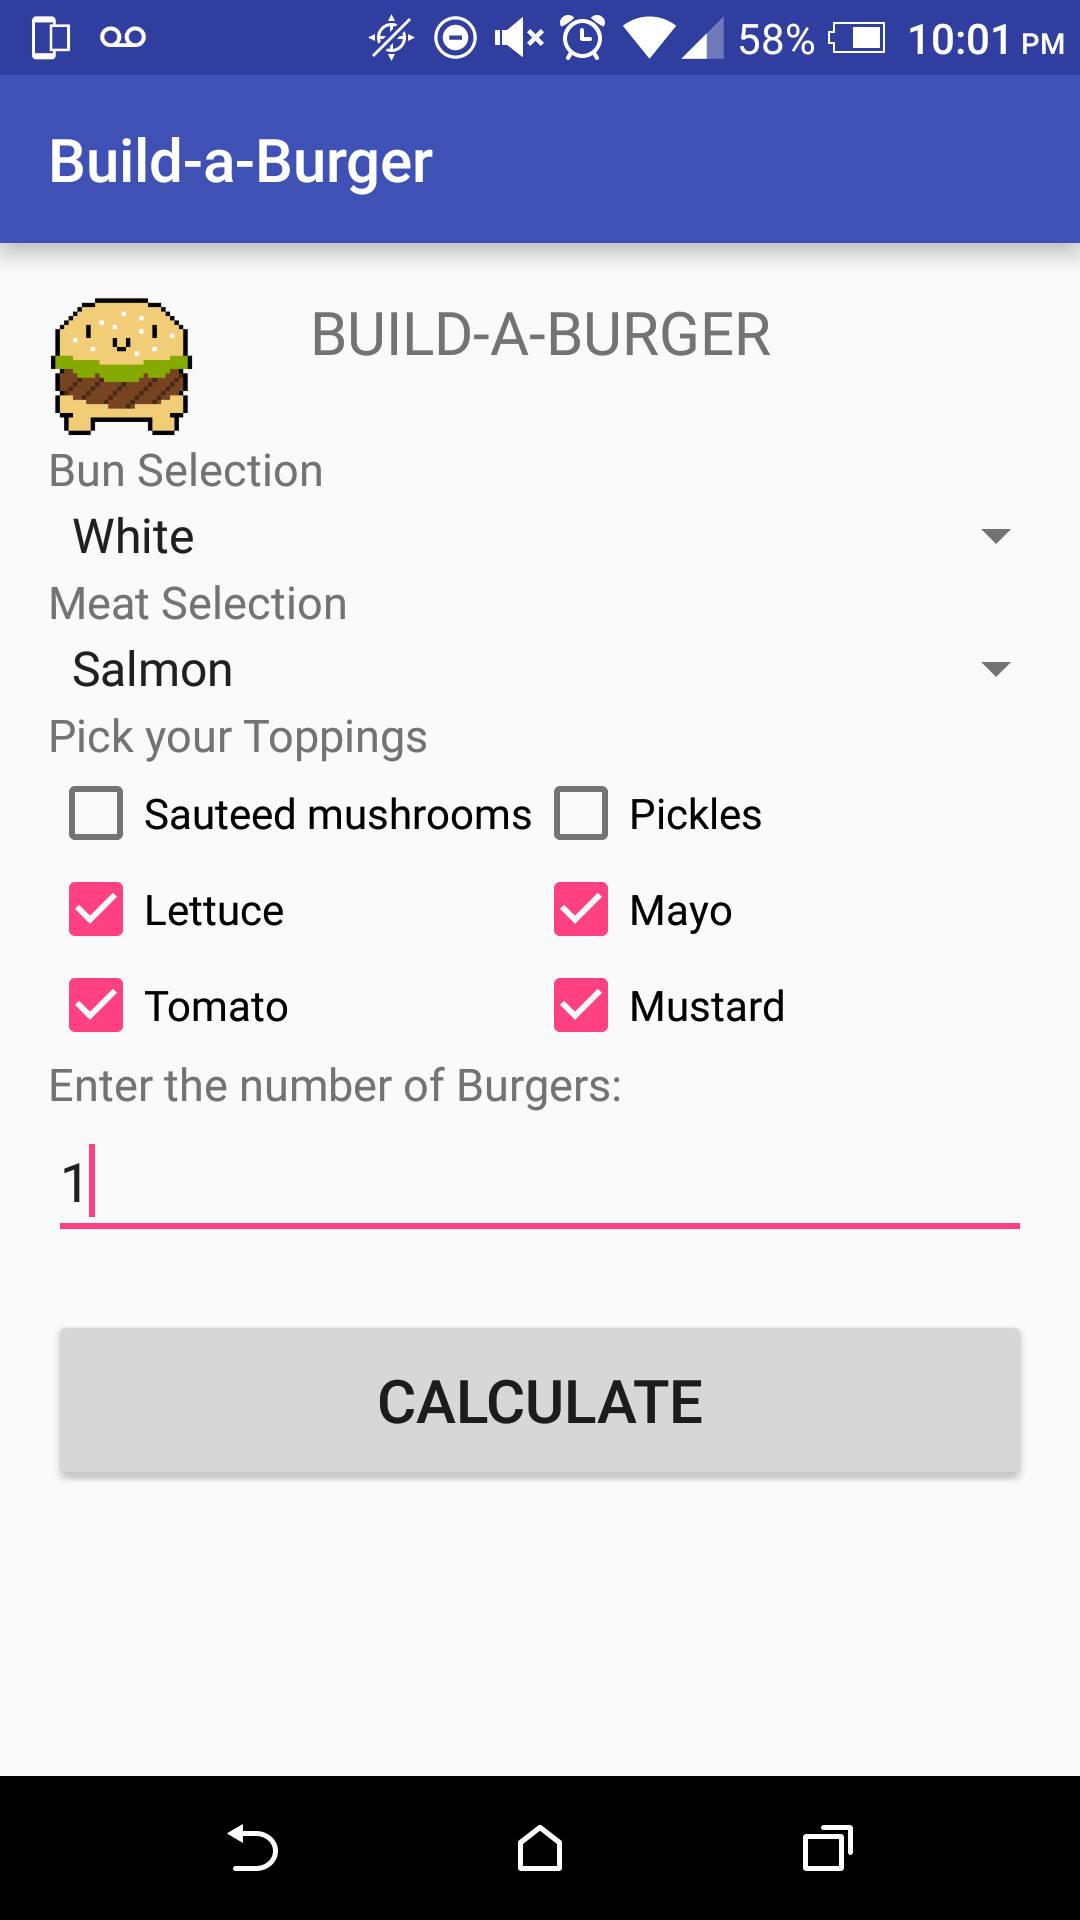 58% 10:01 PM
Build-a-Burger
BUILD-A-BURGER
Bun Selection
White
Meat Selection
Salmon
Pick your Toppings
Sauteed mushrooms Pickles
Lettuce Mayo
Tomato Mustard
Enter the number of Burgers:
1
CALCULATE